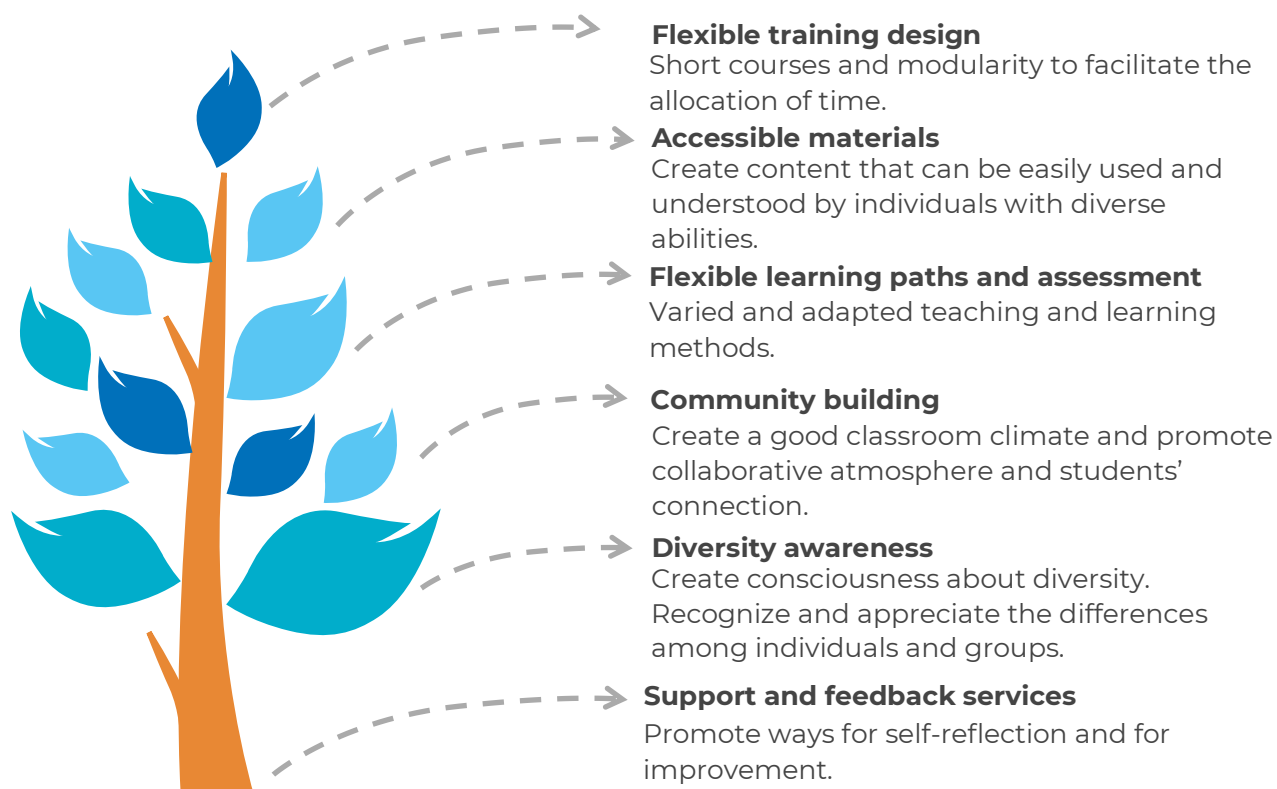 Flexible training design
Short courses and modularity to facilitate the
allocation of time.
Accessible materials
Create content that can be easily used and
understood by individuals with diverse
abilities.
Flexible learning paths and assessment
Varied and adapted teaching and learning
methods.
Community building
Create a good classroom climate and promote
collaborative atmosphere and students’
connection.
Diversity awareness
Create consciousness about diversity.
Recognize and appreciate the differences
among individuals and groups.
Support and feedback services
Promote ways for self-reflection and for
improvement.